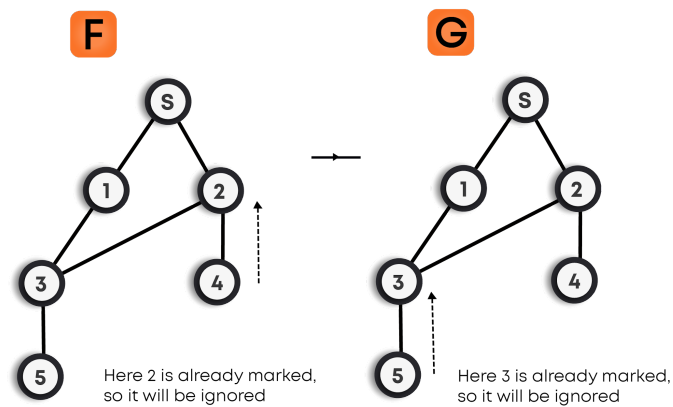 F
S
1
2
3
4
5
Here 2 is already marked,
so it will be ignored
G
S
1
2
3
4
5
Here 3 is already marked,
so it will be ignored